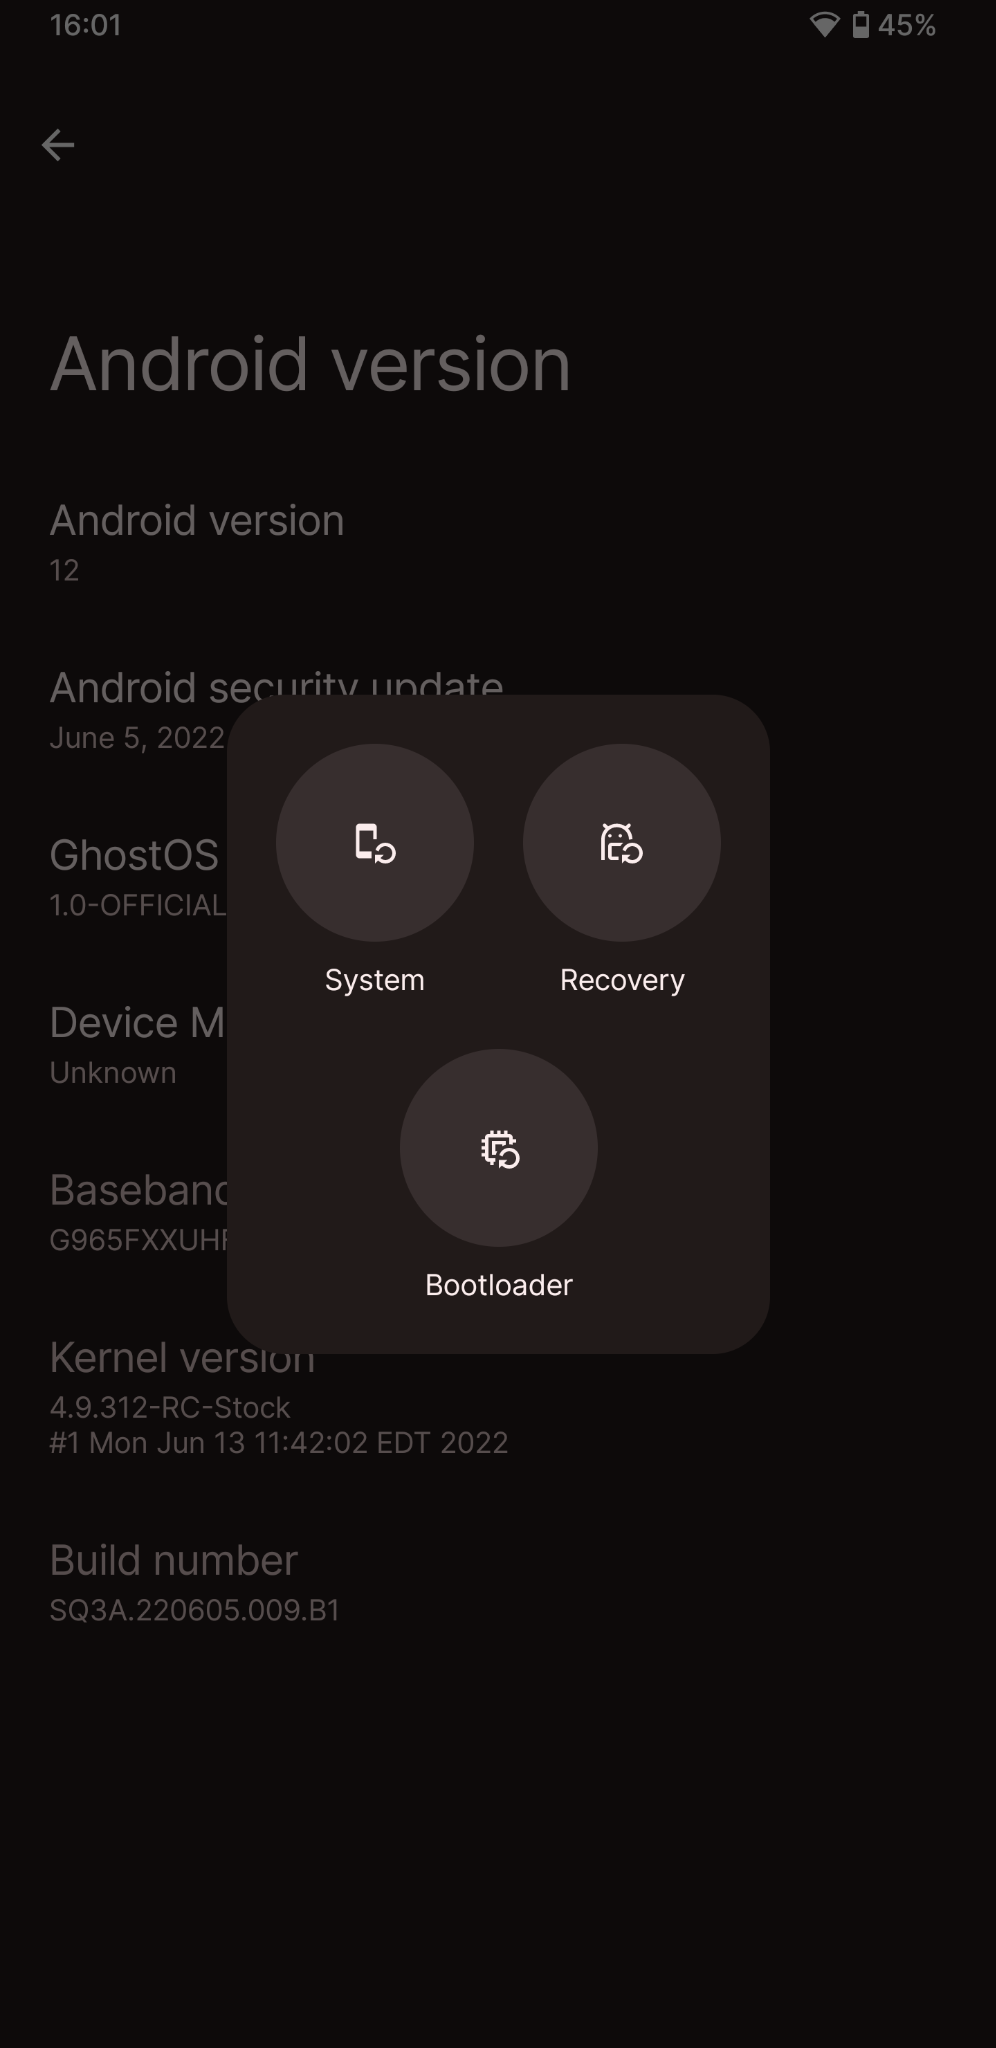 16:01
45%
Android version
Android version
12
Android security update
June 5, 2022
GhostOS
1.0-OFFICIAL
Device M
Unknown
System
Recovery
G965FXXUH
Bootloader
Kernel version
4.9.312-RC-Stock
#1 Mon Jun 13 11:42:02 EDT 2022
Build number
SQ3A.220605.009.B1